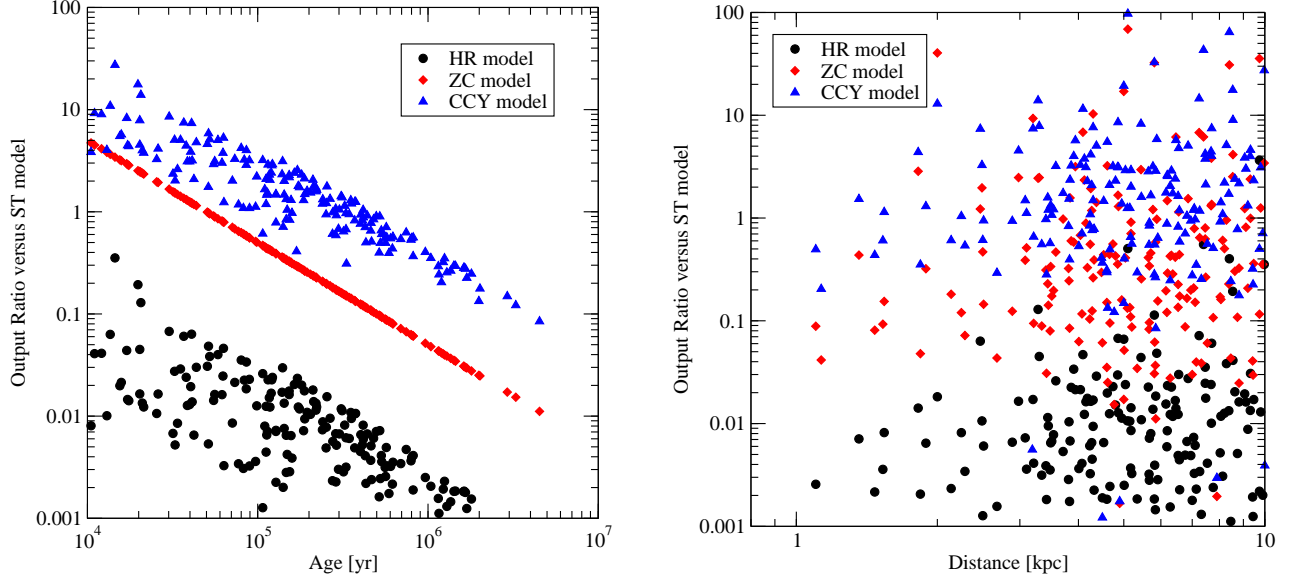 100
10
1
0.1
0.01
0.001
Output Ratio versus ST model
10^4
10^5
10^6
10^7
Age [yr]
HR model
ZC model
CCY model
100
10
1
0.1
0.01
0.001
Output Ratio versus ST model
1
10
Distance [kpc]
HR model
ZC model
CCY model